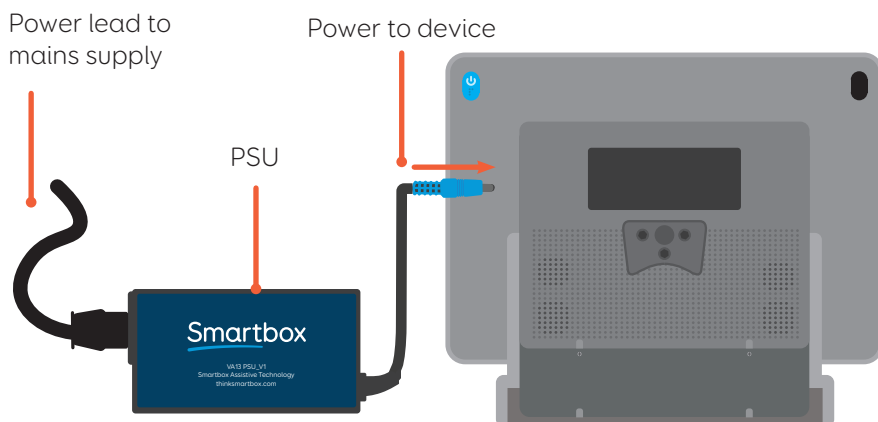 Power lead to
mains supply
Power to device
PSU
Smartbox
VA13 PSU_V1
Smartbox Assistive Technology
thinksmartbox.com